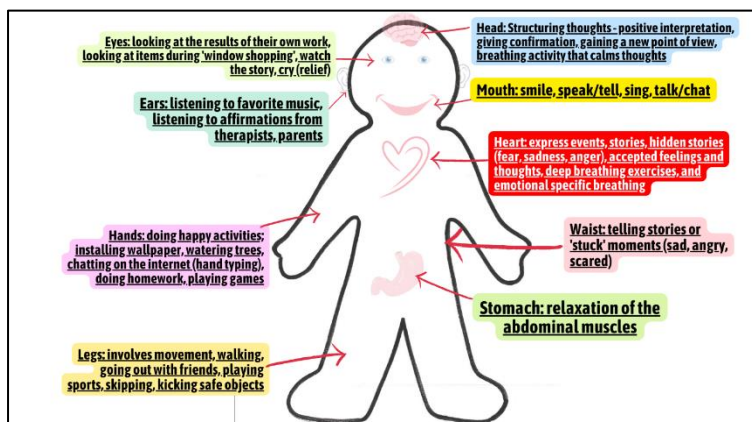 Eyes: looking at the results of their own work,
looking at items during 'window shopping', watch
the story, cry (relief)
Head: Structuring thoughts - positive interpretation,
giving confirmation, gaining a new point of view,
breathing activity that calms thoughts
Ears: listening to favorite music,
listening to affirmations from
therapists, parents
Mouth: smile, speak/tell, sing, talk/chat
Heart: express events, stories, hidden stories
(fear, sadness, anger), accepted feelings and
thoughts, deep breathing exercises, and
emotional specific breathing
Hands: doing happy activities;
installing wallpaper, watering trees,
chatting on the internet (hand typing),
doing homework, playing games
Waist: telling stories or
'stuck' moments (sad, angry,
scared)
Stomach: relaxation of the
abdominal muscles
Legs: involves movement, walking,
going out with friends, playing
sports, skipping, kicking safe objects